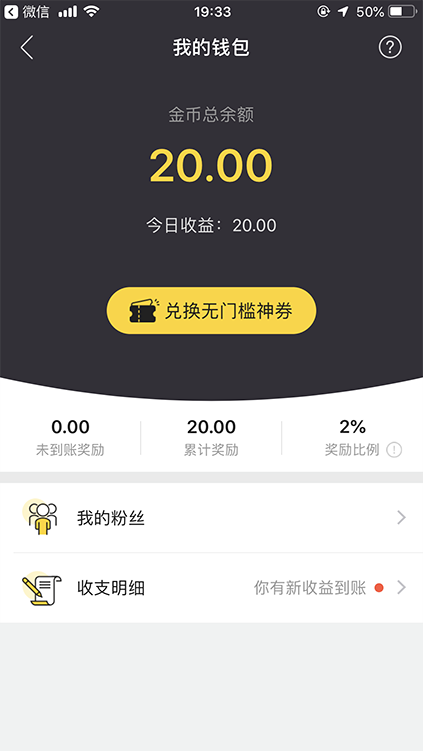 微信 19:33 50%
我的钱包
金币总余额
20.00
今日收益：20.00
兑换无门槛神券
0.00 20.00 2%
未到账奖励 累计奖励 奖励比例
我的粉丝
收支明细 你有新收益到账